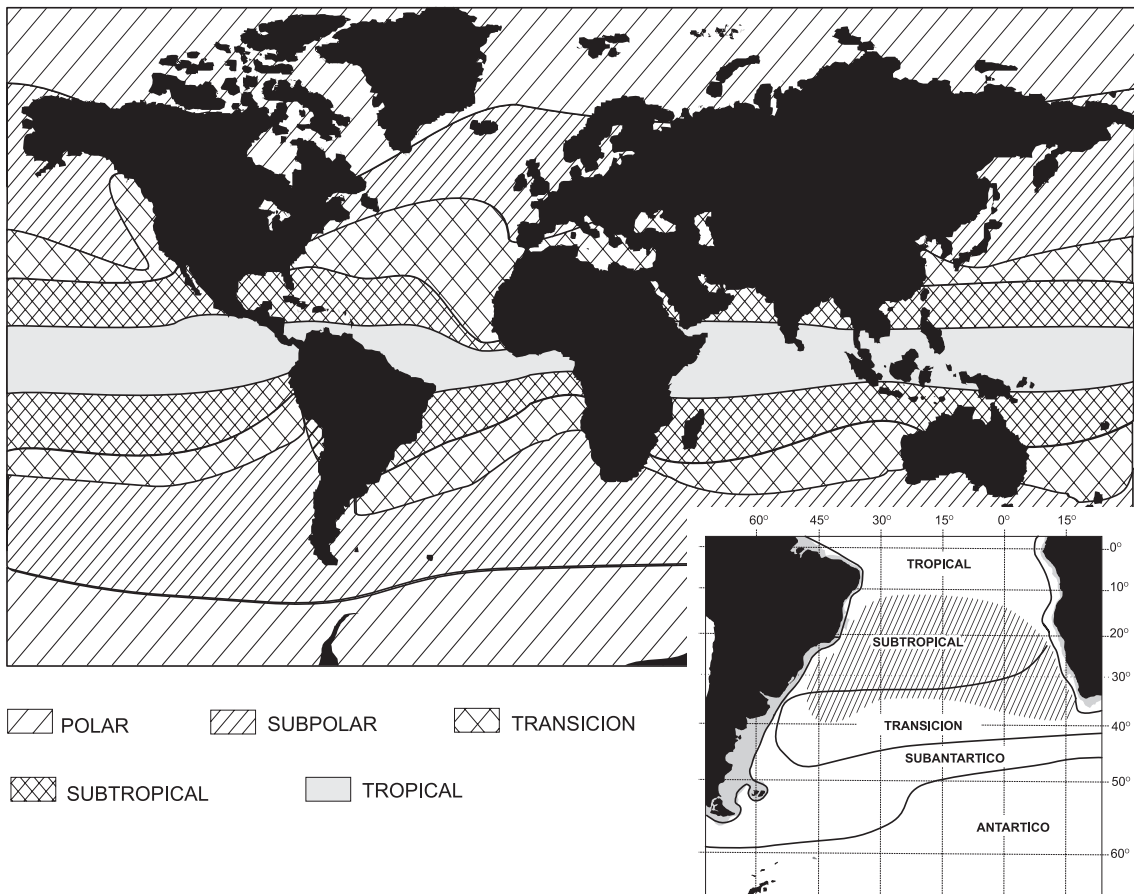 60° 45° 30° 15° 0° 15°
TROPICAL
0°
10°
SUBTROPICAL
20°
30°
TRANSICION
40°
SUBANTARTICO
50°
ANTARTICO
60°
POLAR SUBPOLAR TRANSICION
SUBTROPICAL TROPICAL